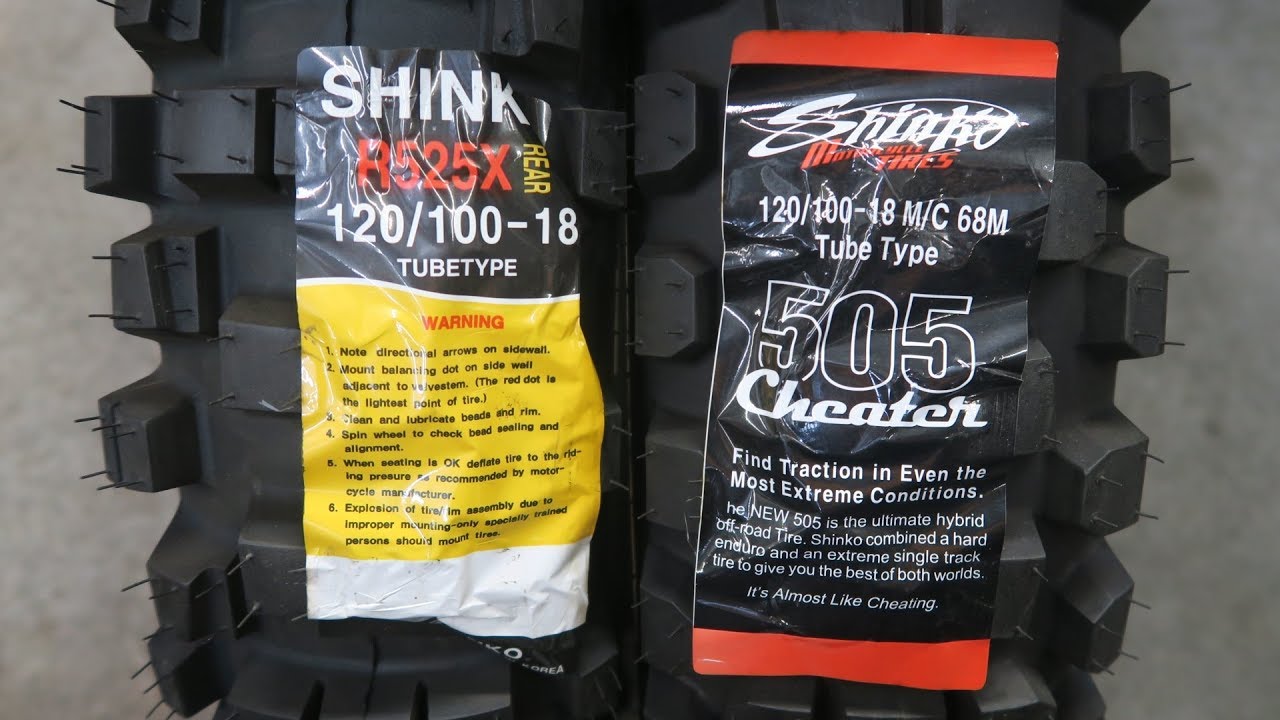 SHINK
R525X
REAR
120/100-18
TUBETYPE
WARNING
1. Note directional arrows on sidewall.
2. Mount balancing dot on side wall
adjacent to valvestem. (The red dot is
the lightest point of tire.)
3. Clean and lubricate beads and rim.
4. Spin wheel to check bead sealing and
alignment.
5. When seating is OK deflate tire to the rid-
ing presure as recommended by motor-
cycle manufacturer.
6. Explosion of tire/rim assembly due to
improper mounting-only specially trained
persons should mount tires.
NKO
KOREA
Shinko
MOTORCYCLE
TIRES
120/100-18 M/C 68M
Tube Type
505
Cheater
Find Traction in Even the
Most Extreme Conditions.
he NEW 505 is the ultimate hybrid
off-road Tire. Shinko combined a hard
enduro and an extreme single track
tire to give you the best of both worlds.
It's Almost Like Cheating.